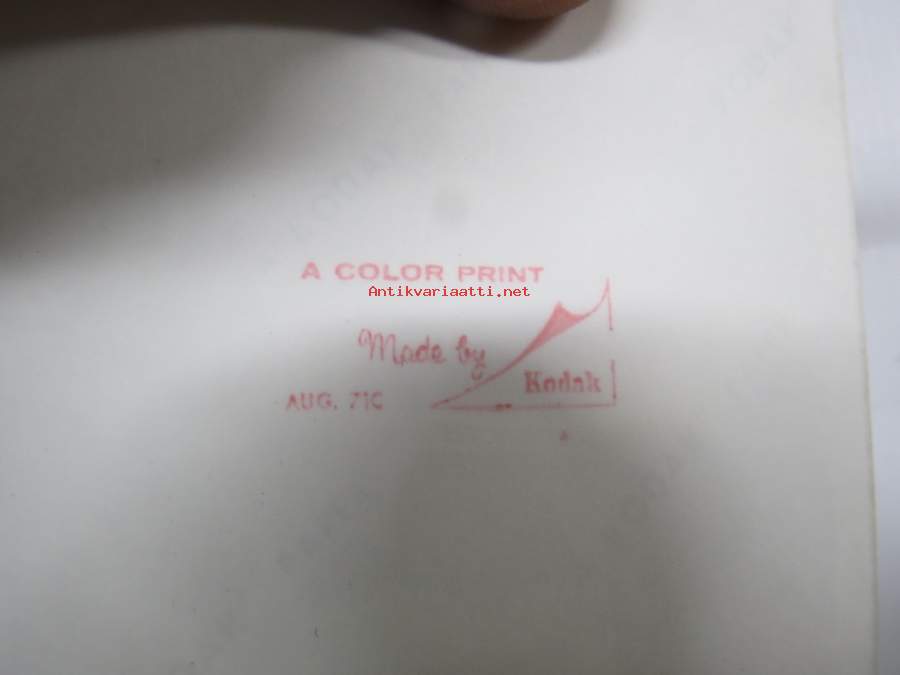 A COLOR PRINT
Antikvariaatti.net
Made by
Kodak
AUG. 71C